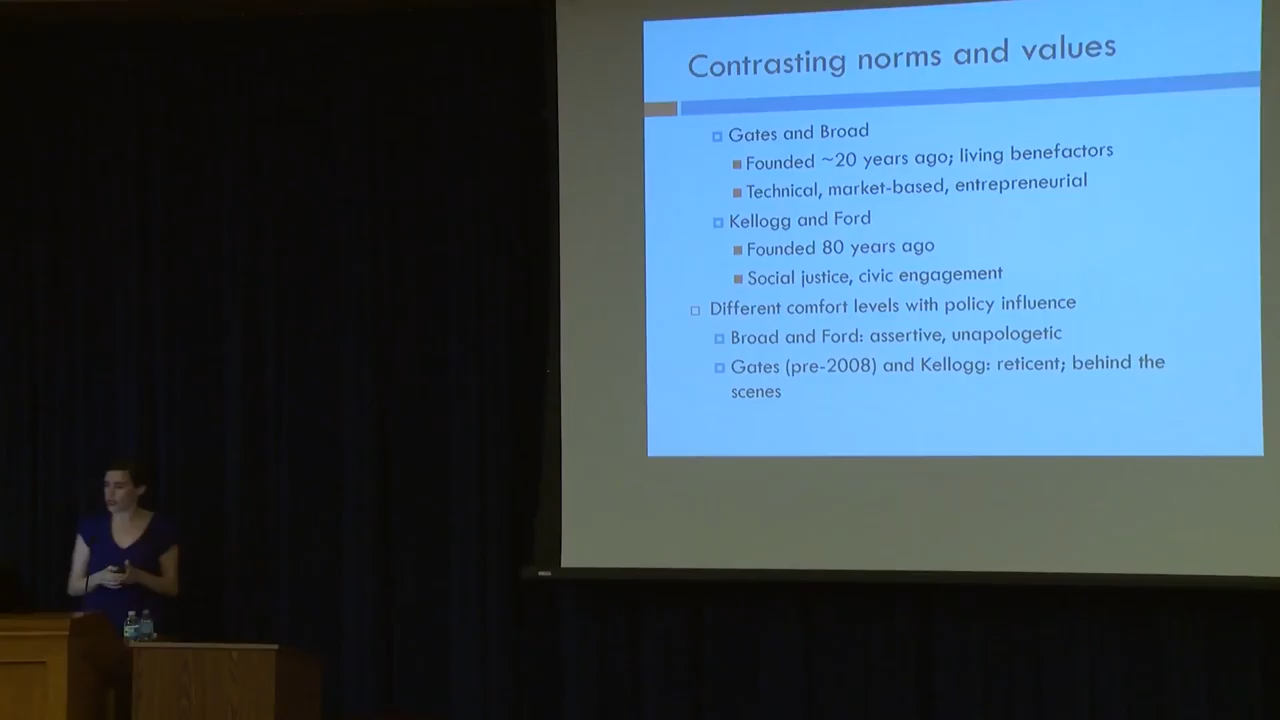 Contrasting norms and values
Gates and Broad
Founded ~20 years ago; living benefactors
Technical, market-based, entrepreneurial
Kellogg and Ford
Founded 80 years ago
Social justice, civic engagement
Different comfort levels with policy influence
Broad and Ford: assertive, unapologetic
Gates (pre-2008) and Kellogg: reticent; behind the
scenes